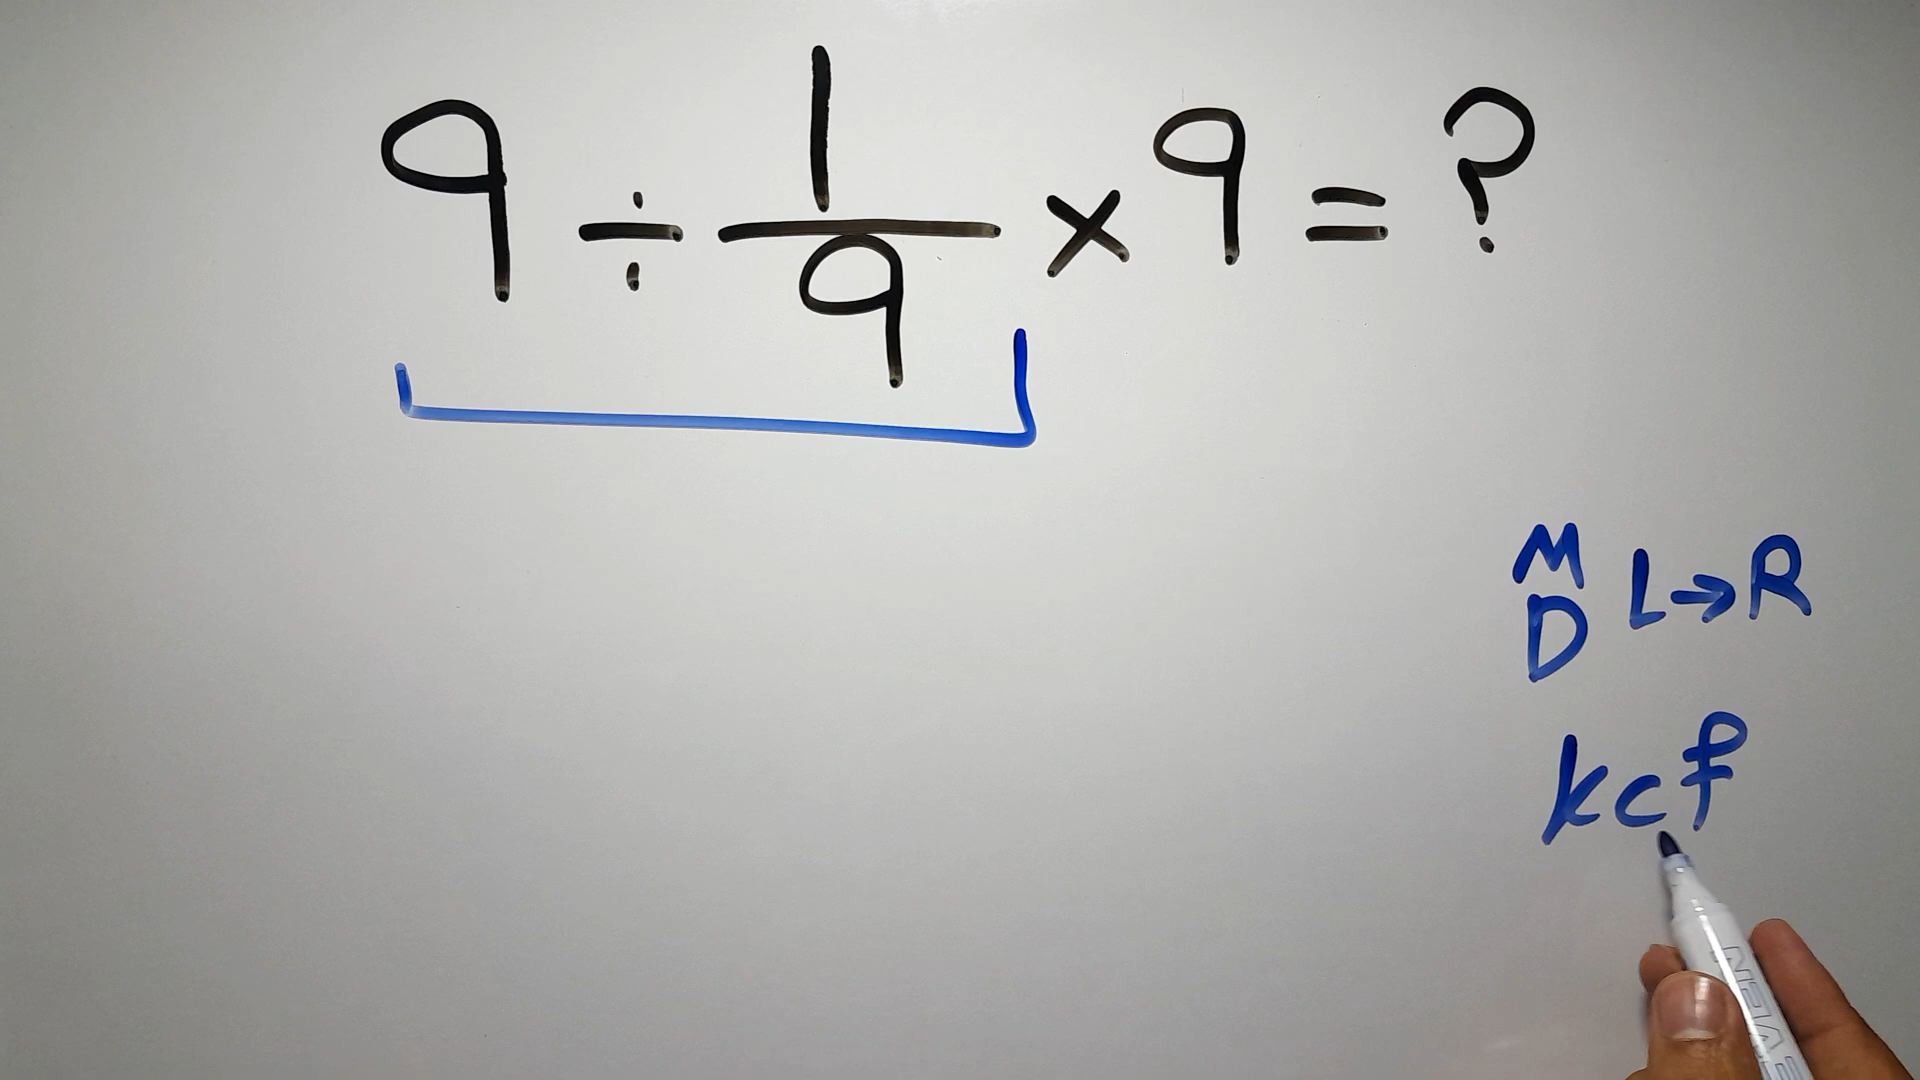 9 ÷ 1/9 × 9 = ?
M
D L→R
kcf